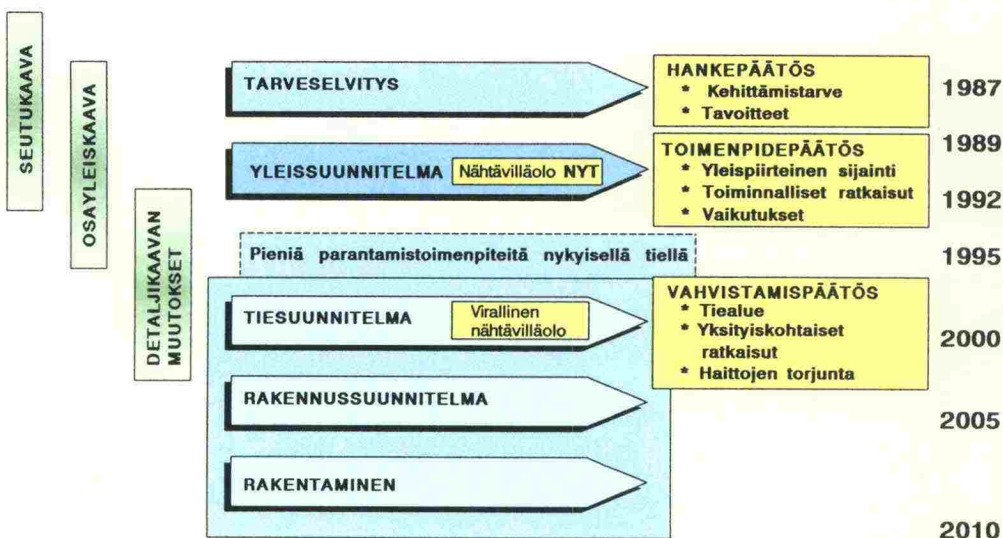 SEUTUKAAVA
OSAYLEISKAAVA
DETALJIKAAVAN
MUUTOKSET
TARVESELVITYS
HANKEPÄÄTÖS
* Kehittämistarve
* Tavoitteet
1987
1989
YLEISSUUNNITELMA
Nähtävilläolo NYT
TOIMENPIDEPÄÄTÖS
* Yleispiirteinen sijainti
* Toiminnalliset ratkaisut
* Vaikutukset
1992
Pieniä parantamistoimenpiteitä nykyisellä tiellä
1995
TIESUUNNITELMA
Virallinen
nähtävilläolo
VAHVISTAMISPÄÄTÖS
* Tiealue
* Yksityiskohtaiset
ratkaisut
* Haittojen torjunta
2000
RAKENNUSSUUNNITELMA
2005
RAKENTAMINEN
2010